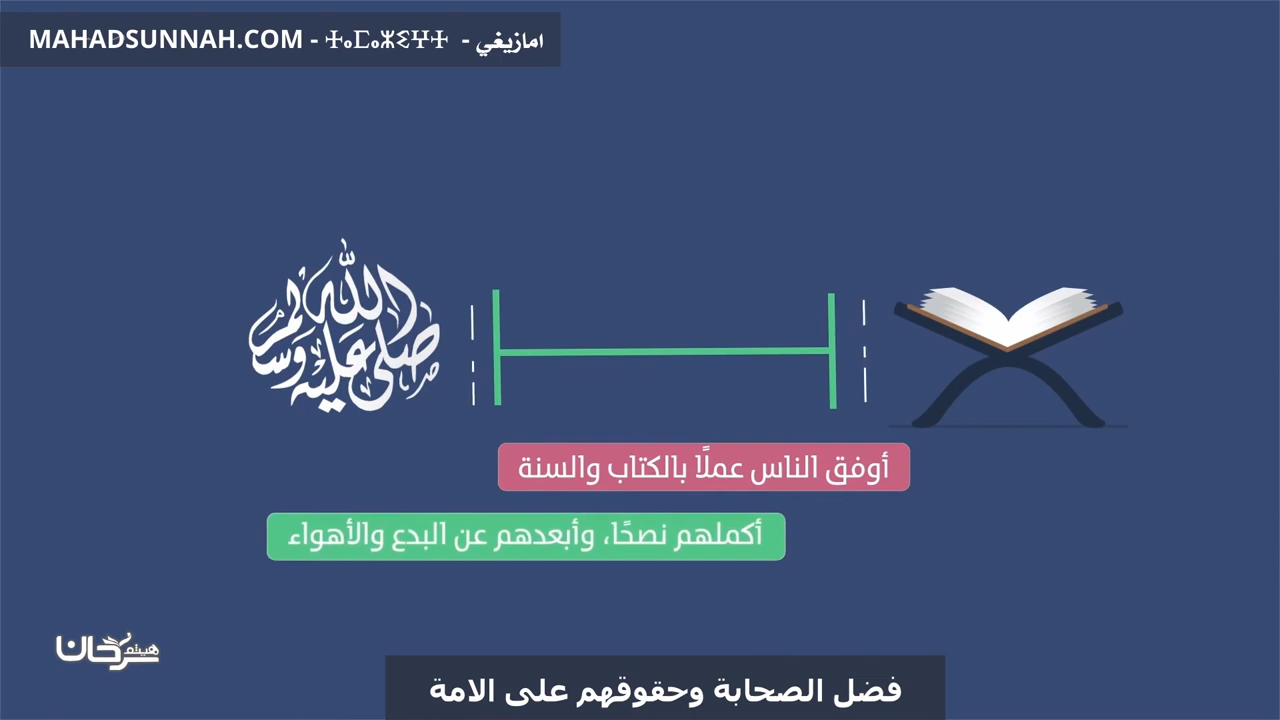 MAHADSUNNAH.COM - ⵜⴰⵎⴰⵣⵉⵖⵜ - امازيغي
صلى الله عليه وسلم
أوفق الناس عملًا بالكتاب والسنة
أكملهم نصحًا، وأبعدهم عن البدع والأهواء
هيثم سرحان
فضل الصحابة وحقوقهم على الامة